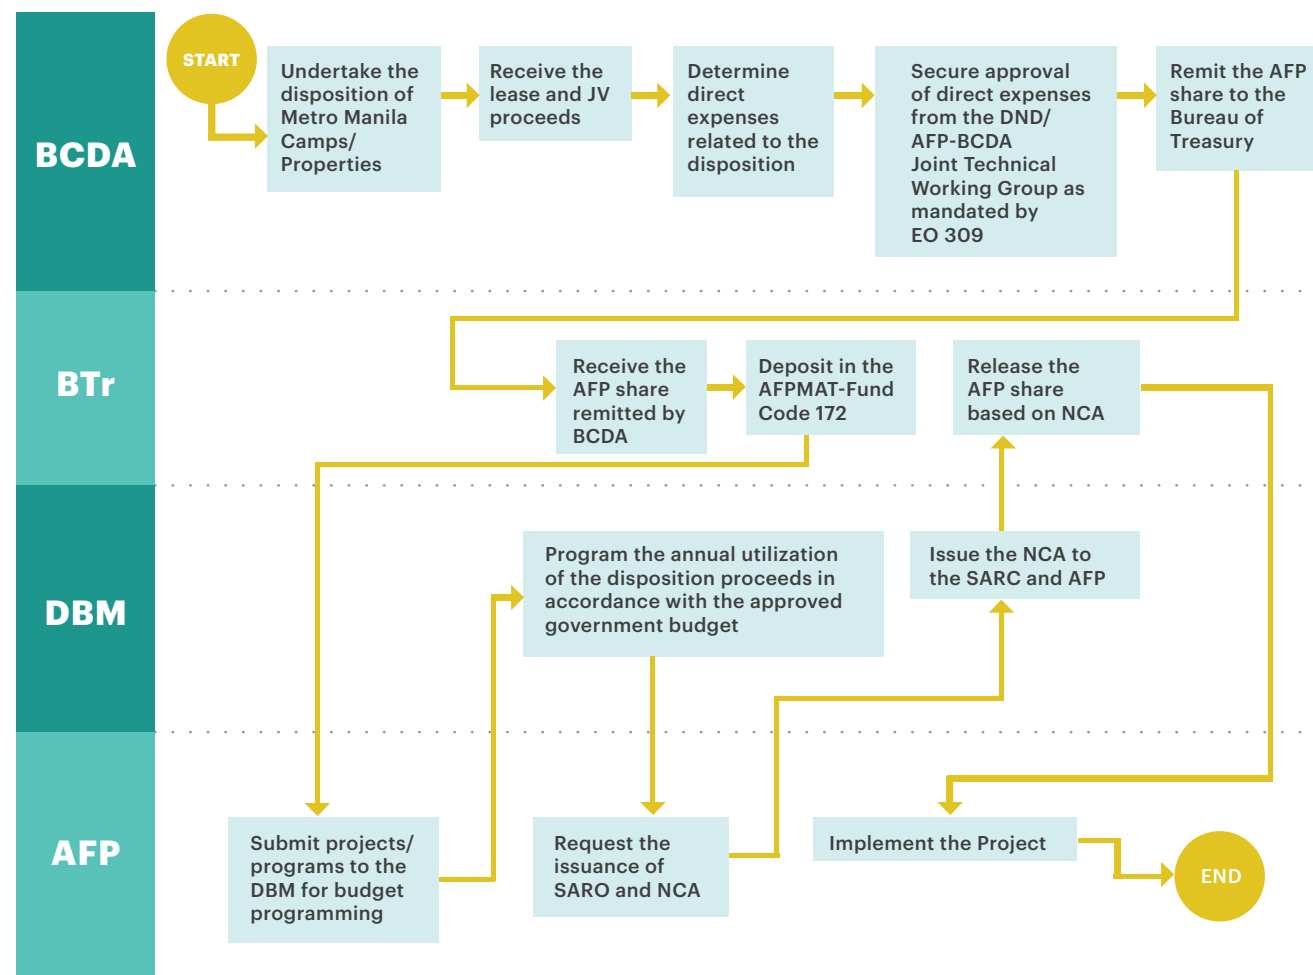 BCDA
START
Undertake the
disposition of
Metro Manila
Camps/
Properties
Receive the
lease and JV
proceeds
Determine
direct
expenses
related to the
disposition
Secure approval
of direct expenses
from the DND/
AFP-BCDA
Joint Technical
Working Group as
mandated by
EO 309
Remit the AFP
share to the
Bureau of
Treasury
BTr
Receive the
AFP share
remitted by
BCDA
Deposit in the
AFPMAT-Fund
Code 172
Release the
AFP share
based on NCA
DBM
Program the annual utilization
of the disposition proceeds in
accordance with the approved
government budget
Issue the NCA to
the SARC and AFP
AFP
Submit projects/
programs to the
DBM for budget
programming
Request the
issuance of
SARO and NCA
Implement the Project
END